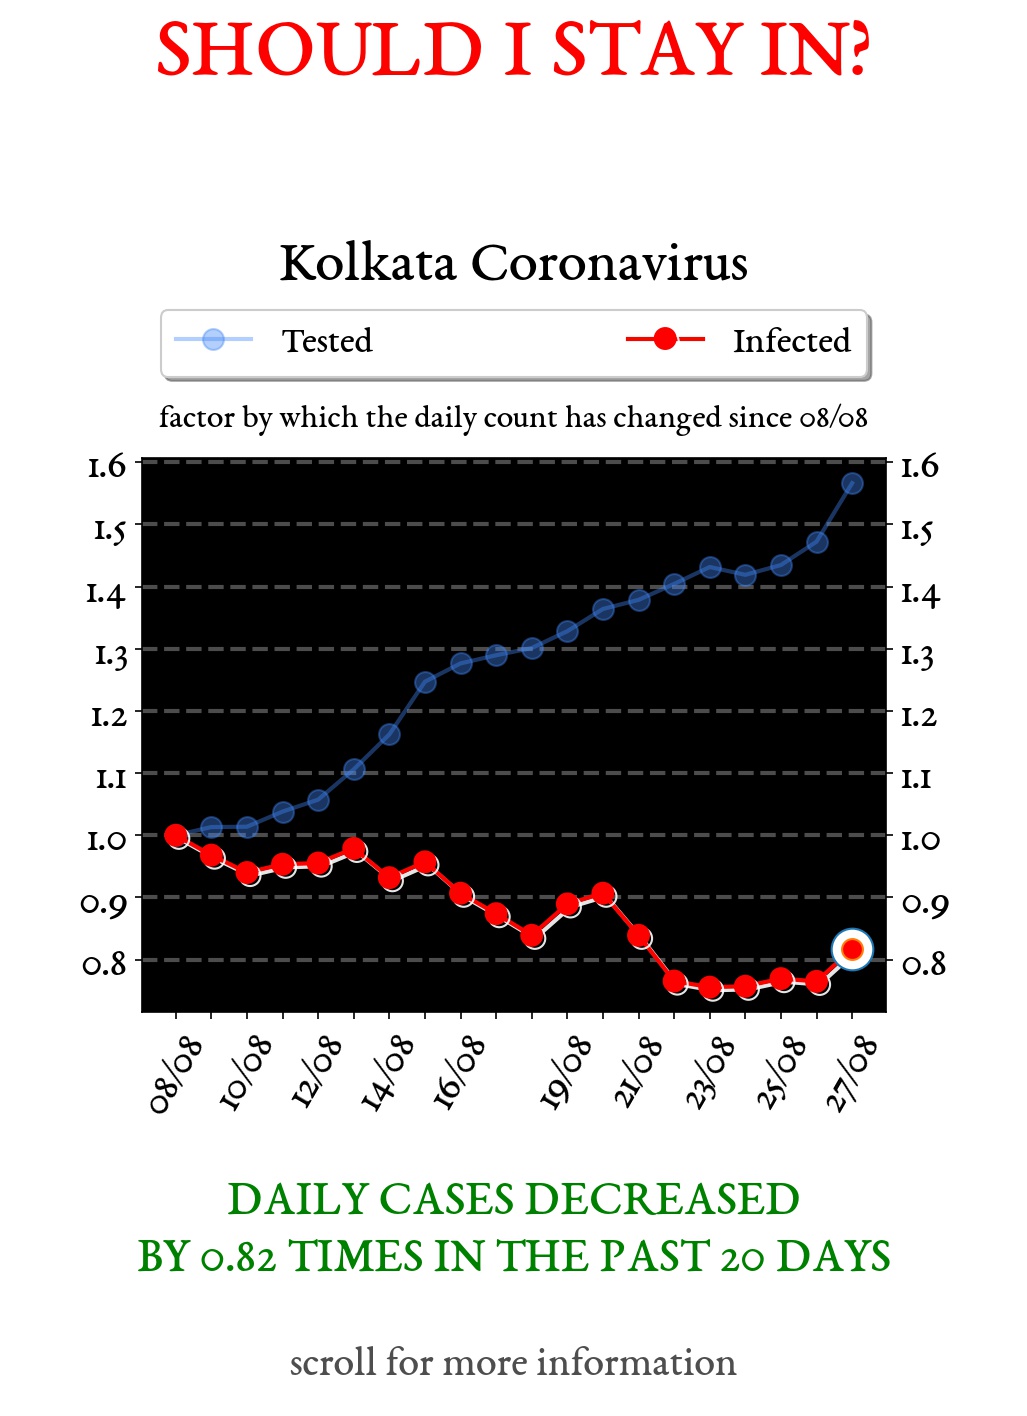 SHOULD I STAY IN?
Kolkata Coronavirus
Tested Infected
factor by which the daily count has changed since 08/08
1.6 1.6
1.5 1.5
1.4 1.4
1.3 1.3
1.2 1.2
1.1 1.1
1.0 1.0
0.9 0.9
0.8 0.8
08/08 10/08 12/08 14/08 16/08 19/08 21/08 23/08 25/08 27/08
DAILY CASES DECREASED
BY 0.82 TIMES IN THE PAST 20 DAYS
scroll for more information